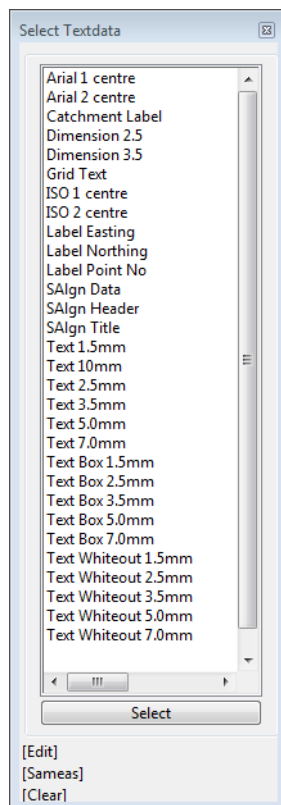 Select Textdata
Arial 1 centre
Arial 2 centre
Catchment Label
Dimension 2.5
Dimension 3.5
Grid Text
ISO 1 centre
ISO 2 centre
Label Easting
Label Northing
Label Point No
SAlgn Data
SAlgn Header
SAlgn Title
Text 1.5mm
Text 10mm
Text 2.5mm
Text 3.5mm
Text 5.0mm
Text 7.0mm
Text Box 1.5mm
Text Box 2.5mm
Text Box 3.5mm
Text Box 5.0mm
Text Box 7.0mm
Text Whiteout 1.5mm
Text Whiteout 2.5mm
Text Whiteout 3.5mm
Text Whiteout 5.0mm
Text Whiteout 7.0mm
Select
[Edit]
[Sameas]
[Clear]